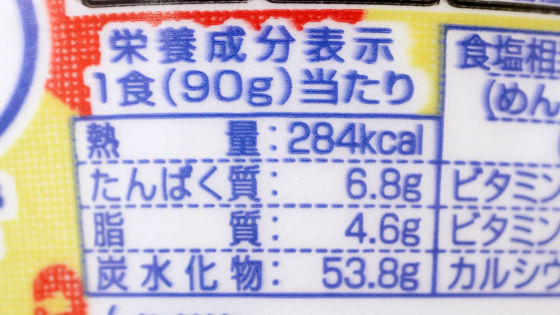 栄養成分表示
1食(90g)当たり
熱量:284kcal
たんぱく質:6.8g
脂質:4.6g
炭水化物:53.8g
食塩相
(めん
ビタミン
ビタミン
カルシウ